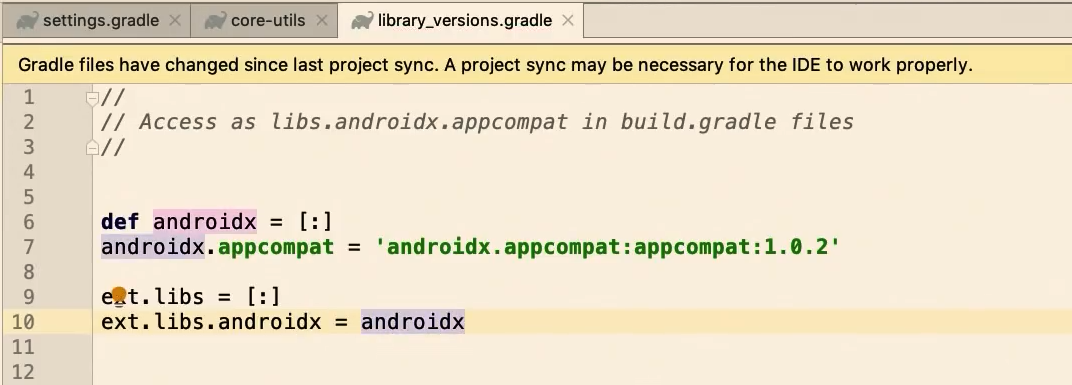 settings.gradle
core-utils
library_versions.gradle
Gradle files have changed since last project sync. A project sync may be necessary for the IDE to work properly.
1 //
2 // Access as libs.androidx.appcompat in build.gradle files
3 //
4
5
6 def androidx = [:]
7 androidx.appcompat = 'androidx.appcompat:appcompat:1.0.2'
8
9 ext.libs = [:]
10 ext.libs.androidx = androidx
11
12